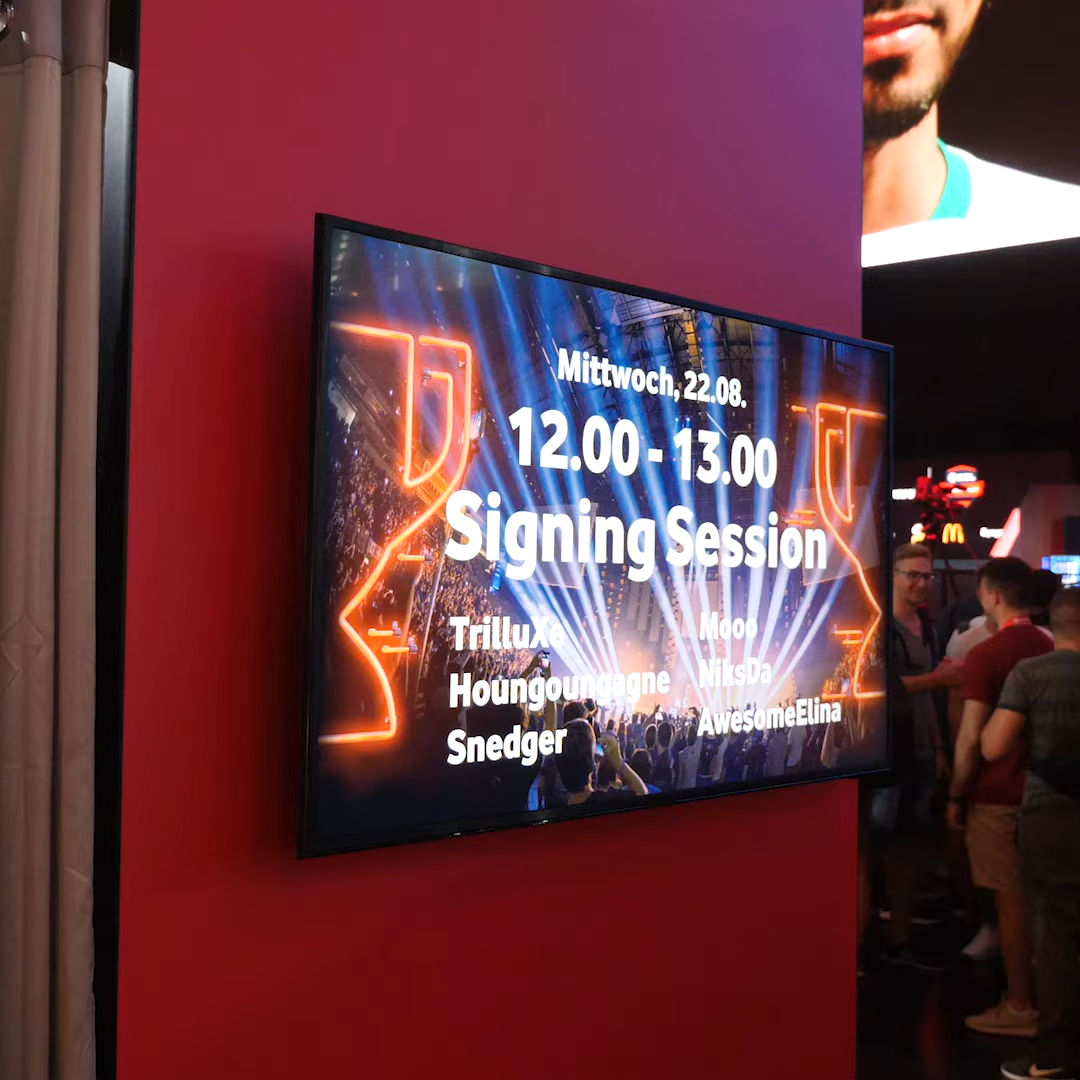 Mittwoch, 22.08.
12.00 - 13.00
Signing Session
TrilluXe
Houngoungagne
Snedger
Mooo
NiksDa
AwesomeElina